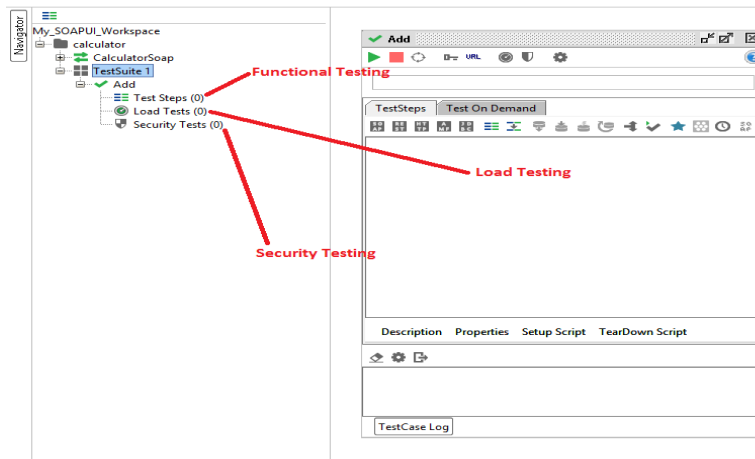 Navigator
My_SOAPUI_Workspace
calculator
CalculatorSoap
TestSuite 1
Add
Test Steps (0)
Load Tests (0)
Security Tests (0)
Functional Testing
Load Testing
Security Testing
Add
URL
TestSteps
Test On Demand
Description Properties Setup Script TearDown Script
TestCase Log